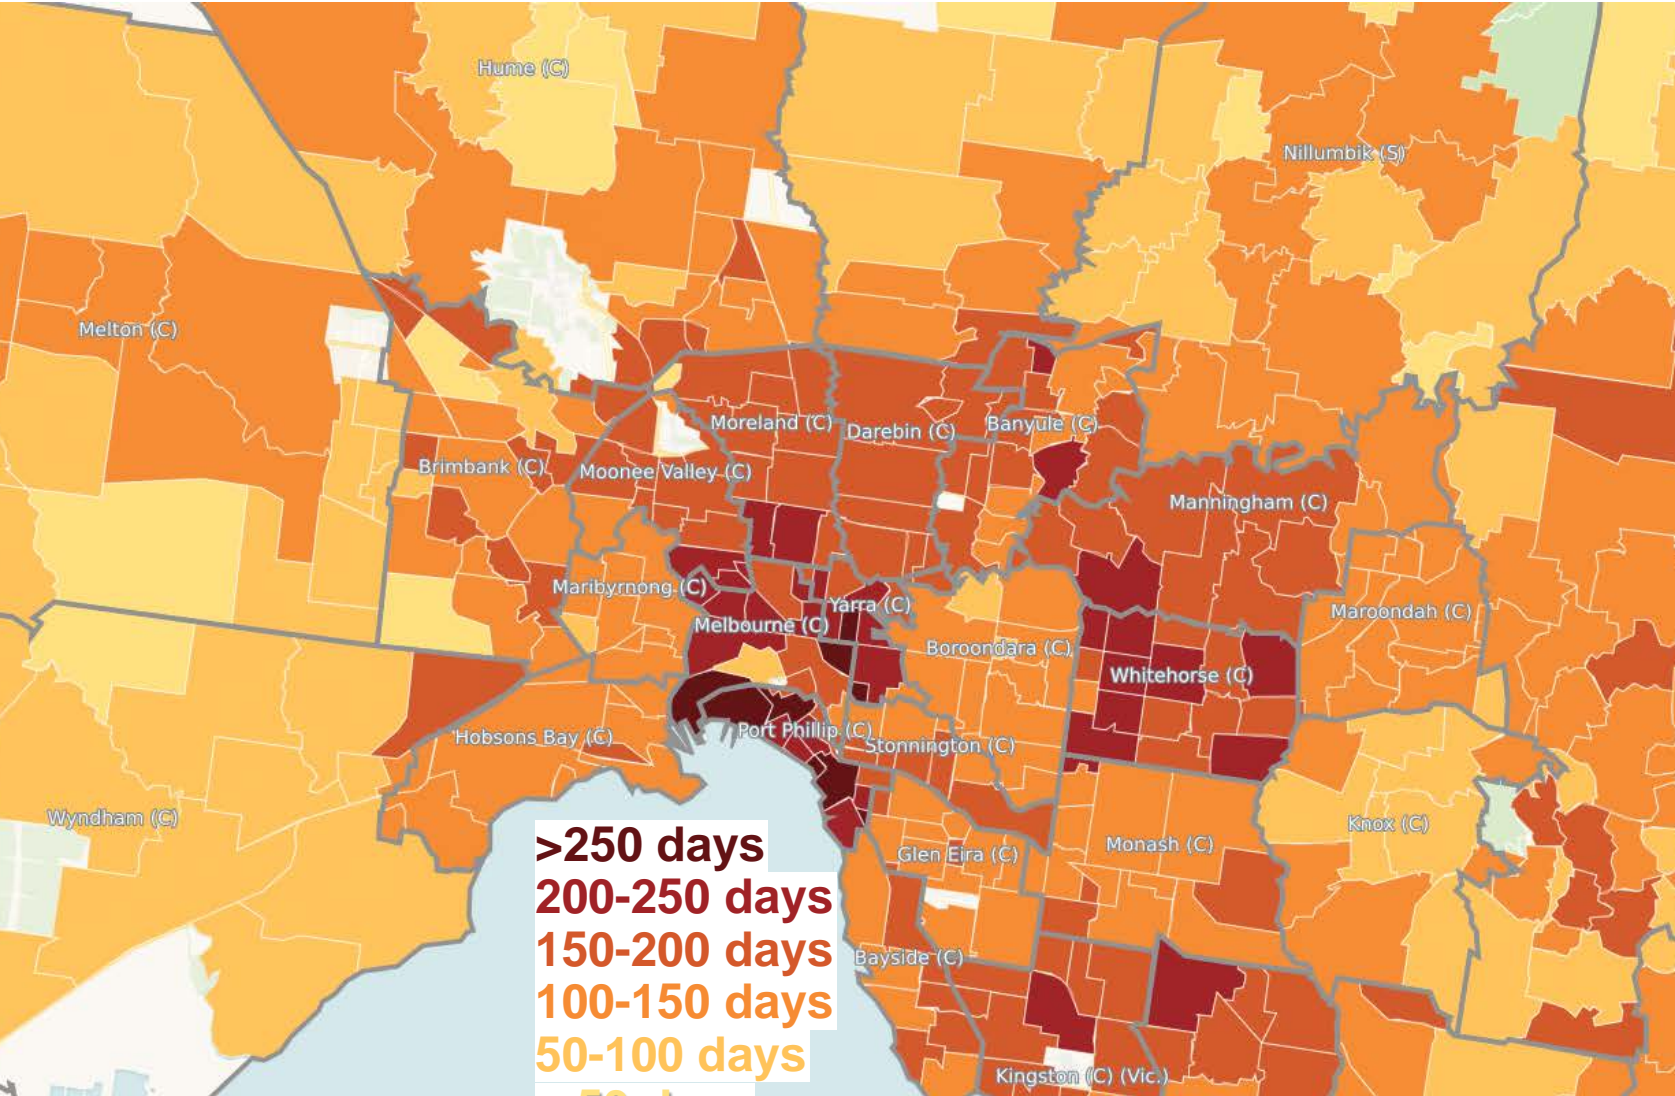 Hume (C)
Nillumbik (S)
Melton (C)
Moreland (C)
Darebin (C)
Banyule (C)
Brimbank (C)
Moonee Valley (C)
Manningham (C)
Maribyrnong (C)
Yarra (C)
Maroondah (C)
Melbourne (C)
Boroondara (C)
Whitehorse (C)
Hobsons Bay (C)
Port Phillip (C)
Stonnington (C)
Wyndham (C)
Knox (C)
Monash (C)
Glen Eira (C)
Bayside (C)
Kingston (C) (Vic.)
>250 days
200-250 days
150-200 days
100-150 days
50-100 days